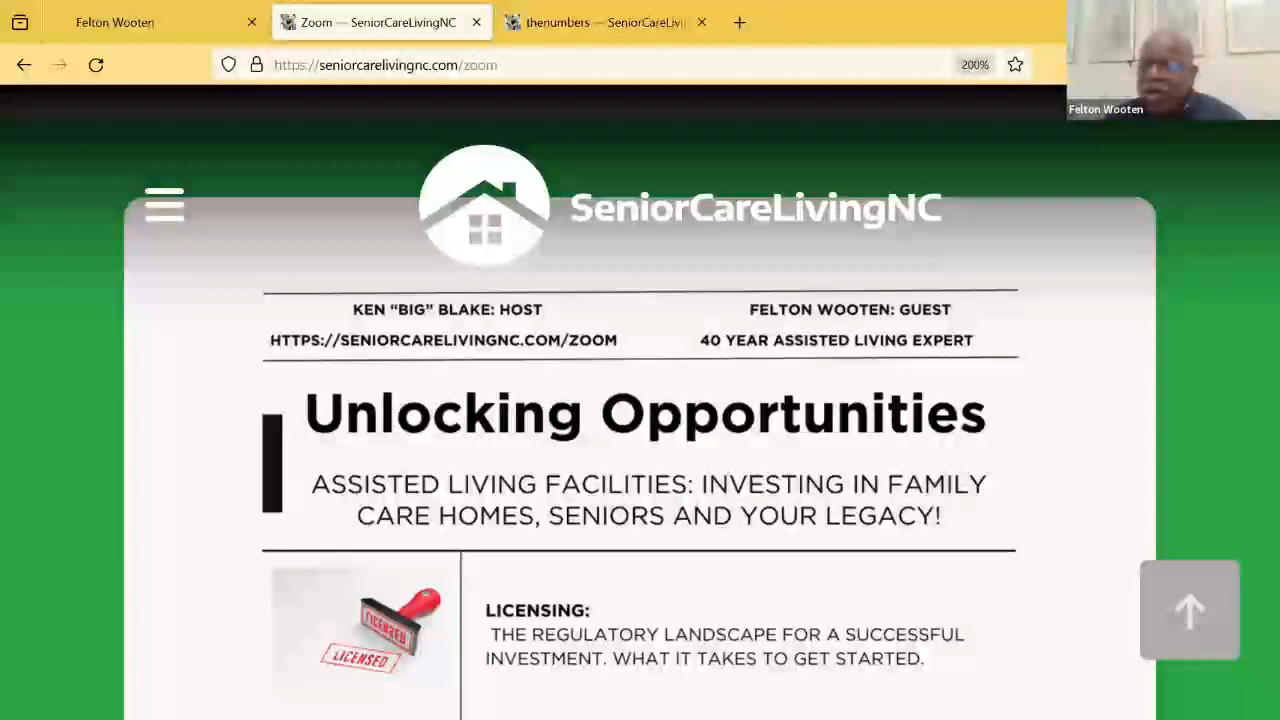 Felton Wooten
Zoom — SeniorCareLivingNC
thenumbers — SeniorCareLivi
https://seniorcarelivingnc.com/zoom
200%
Felton Wooten
SeniorCareLivingNC
KEN “BIG” BLAKE: HOST
FELTON WOOTEN: GUEST
HTTPS://SENIORCARELIVINGNC.COM/ZOOM
40 YEAR ASSISTED LIVING EXPERT
Unlocking Opportunities
ASSISTED LIVING FACILITIES: INVESTING IN FAMILY
CARE HOMES, SENIORS AND YOUR LEGACY!
LICENSED
LICENSED
LICENSING:
THE REGULATORY LANDSCAPE FOR A SUCCESSFUL
INVESTMENT. WHAT IT TAKES TO GET STARTED.